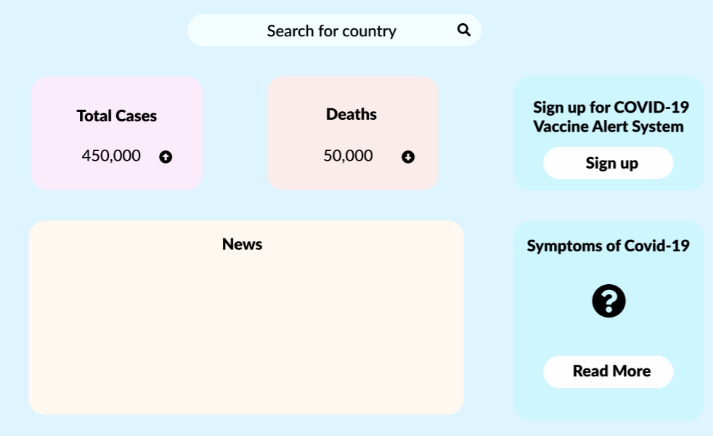 Search for country
Total Cases
450,000
Deaths
50,000
Sign up for COVID-19
Vaccine Alert System
Sign up
News
Symptoms of Covid-19
?
Read More